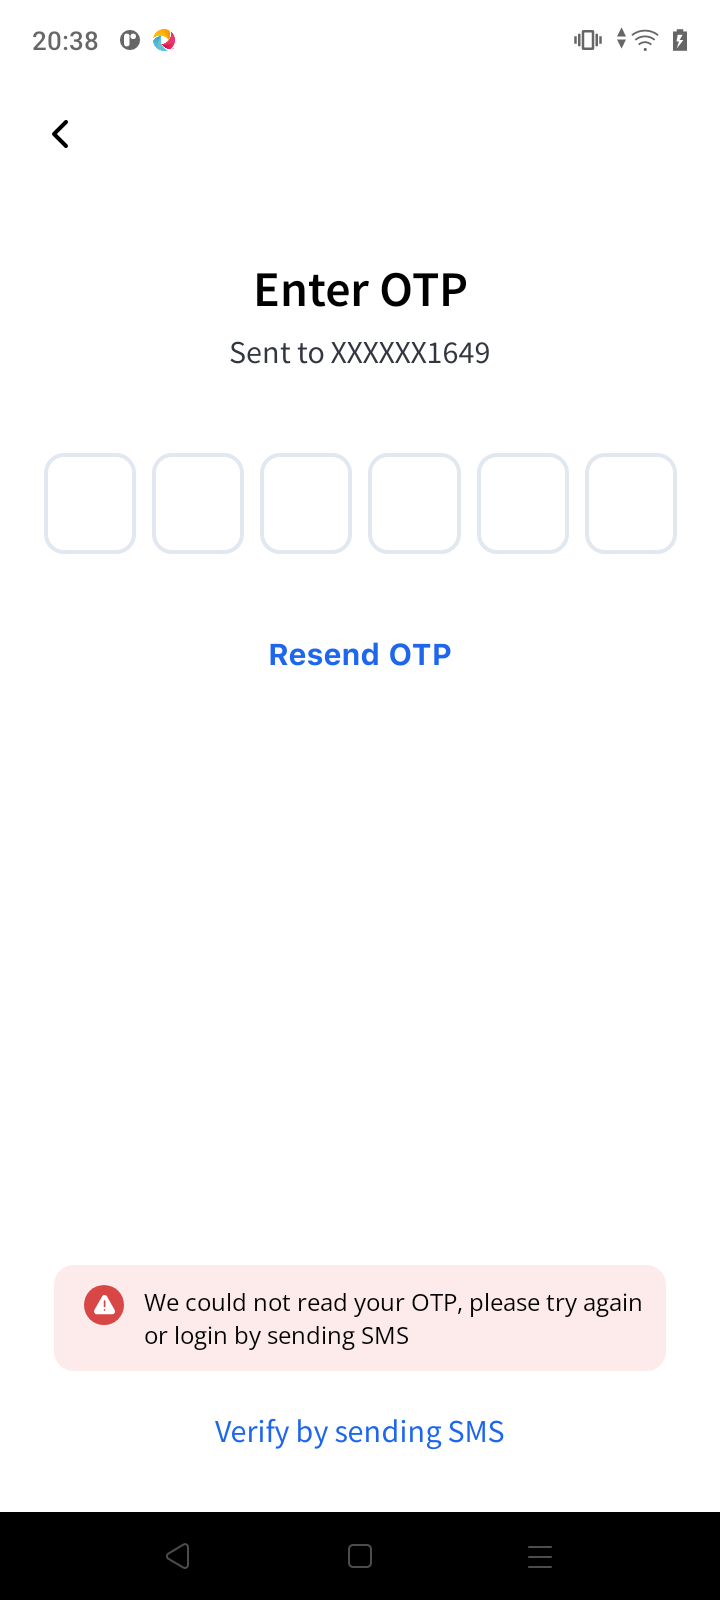 20:38
Enter OTP
Sent to XXXXXX1649
Resend OTP
We could not read your OTP, please try again
or login by sending SMS
Verify by sending SMS